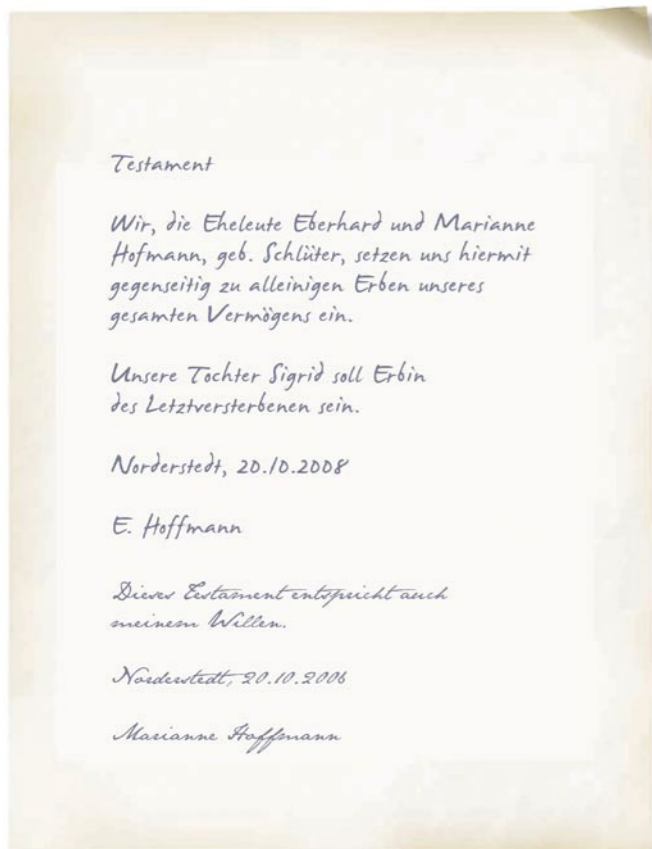 Testament
Wir, die Eheleute Eberhard und Marianne
Hofmann, geb. Schlüter, setzen uns hiermit
gegenseitig zu alleinigen Erben unseres
gesamten Vermögens ein.
Unsere Tochter Sigrid soll Erbin
des Letztversterbenen sein.
Norderstedt, 20.10.2008
E. Hoffmann
Dieses Testament entspricht auch
meinem Willen.
Norderstedt, 20.10.2006
Marianne Hoffmann